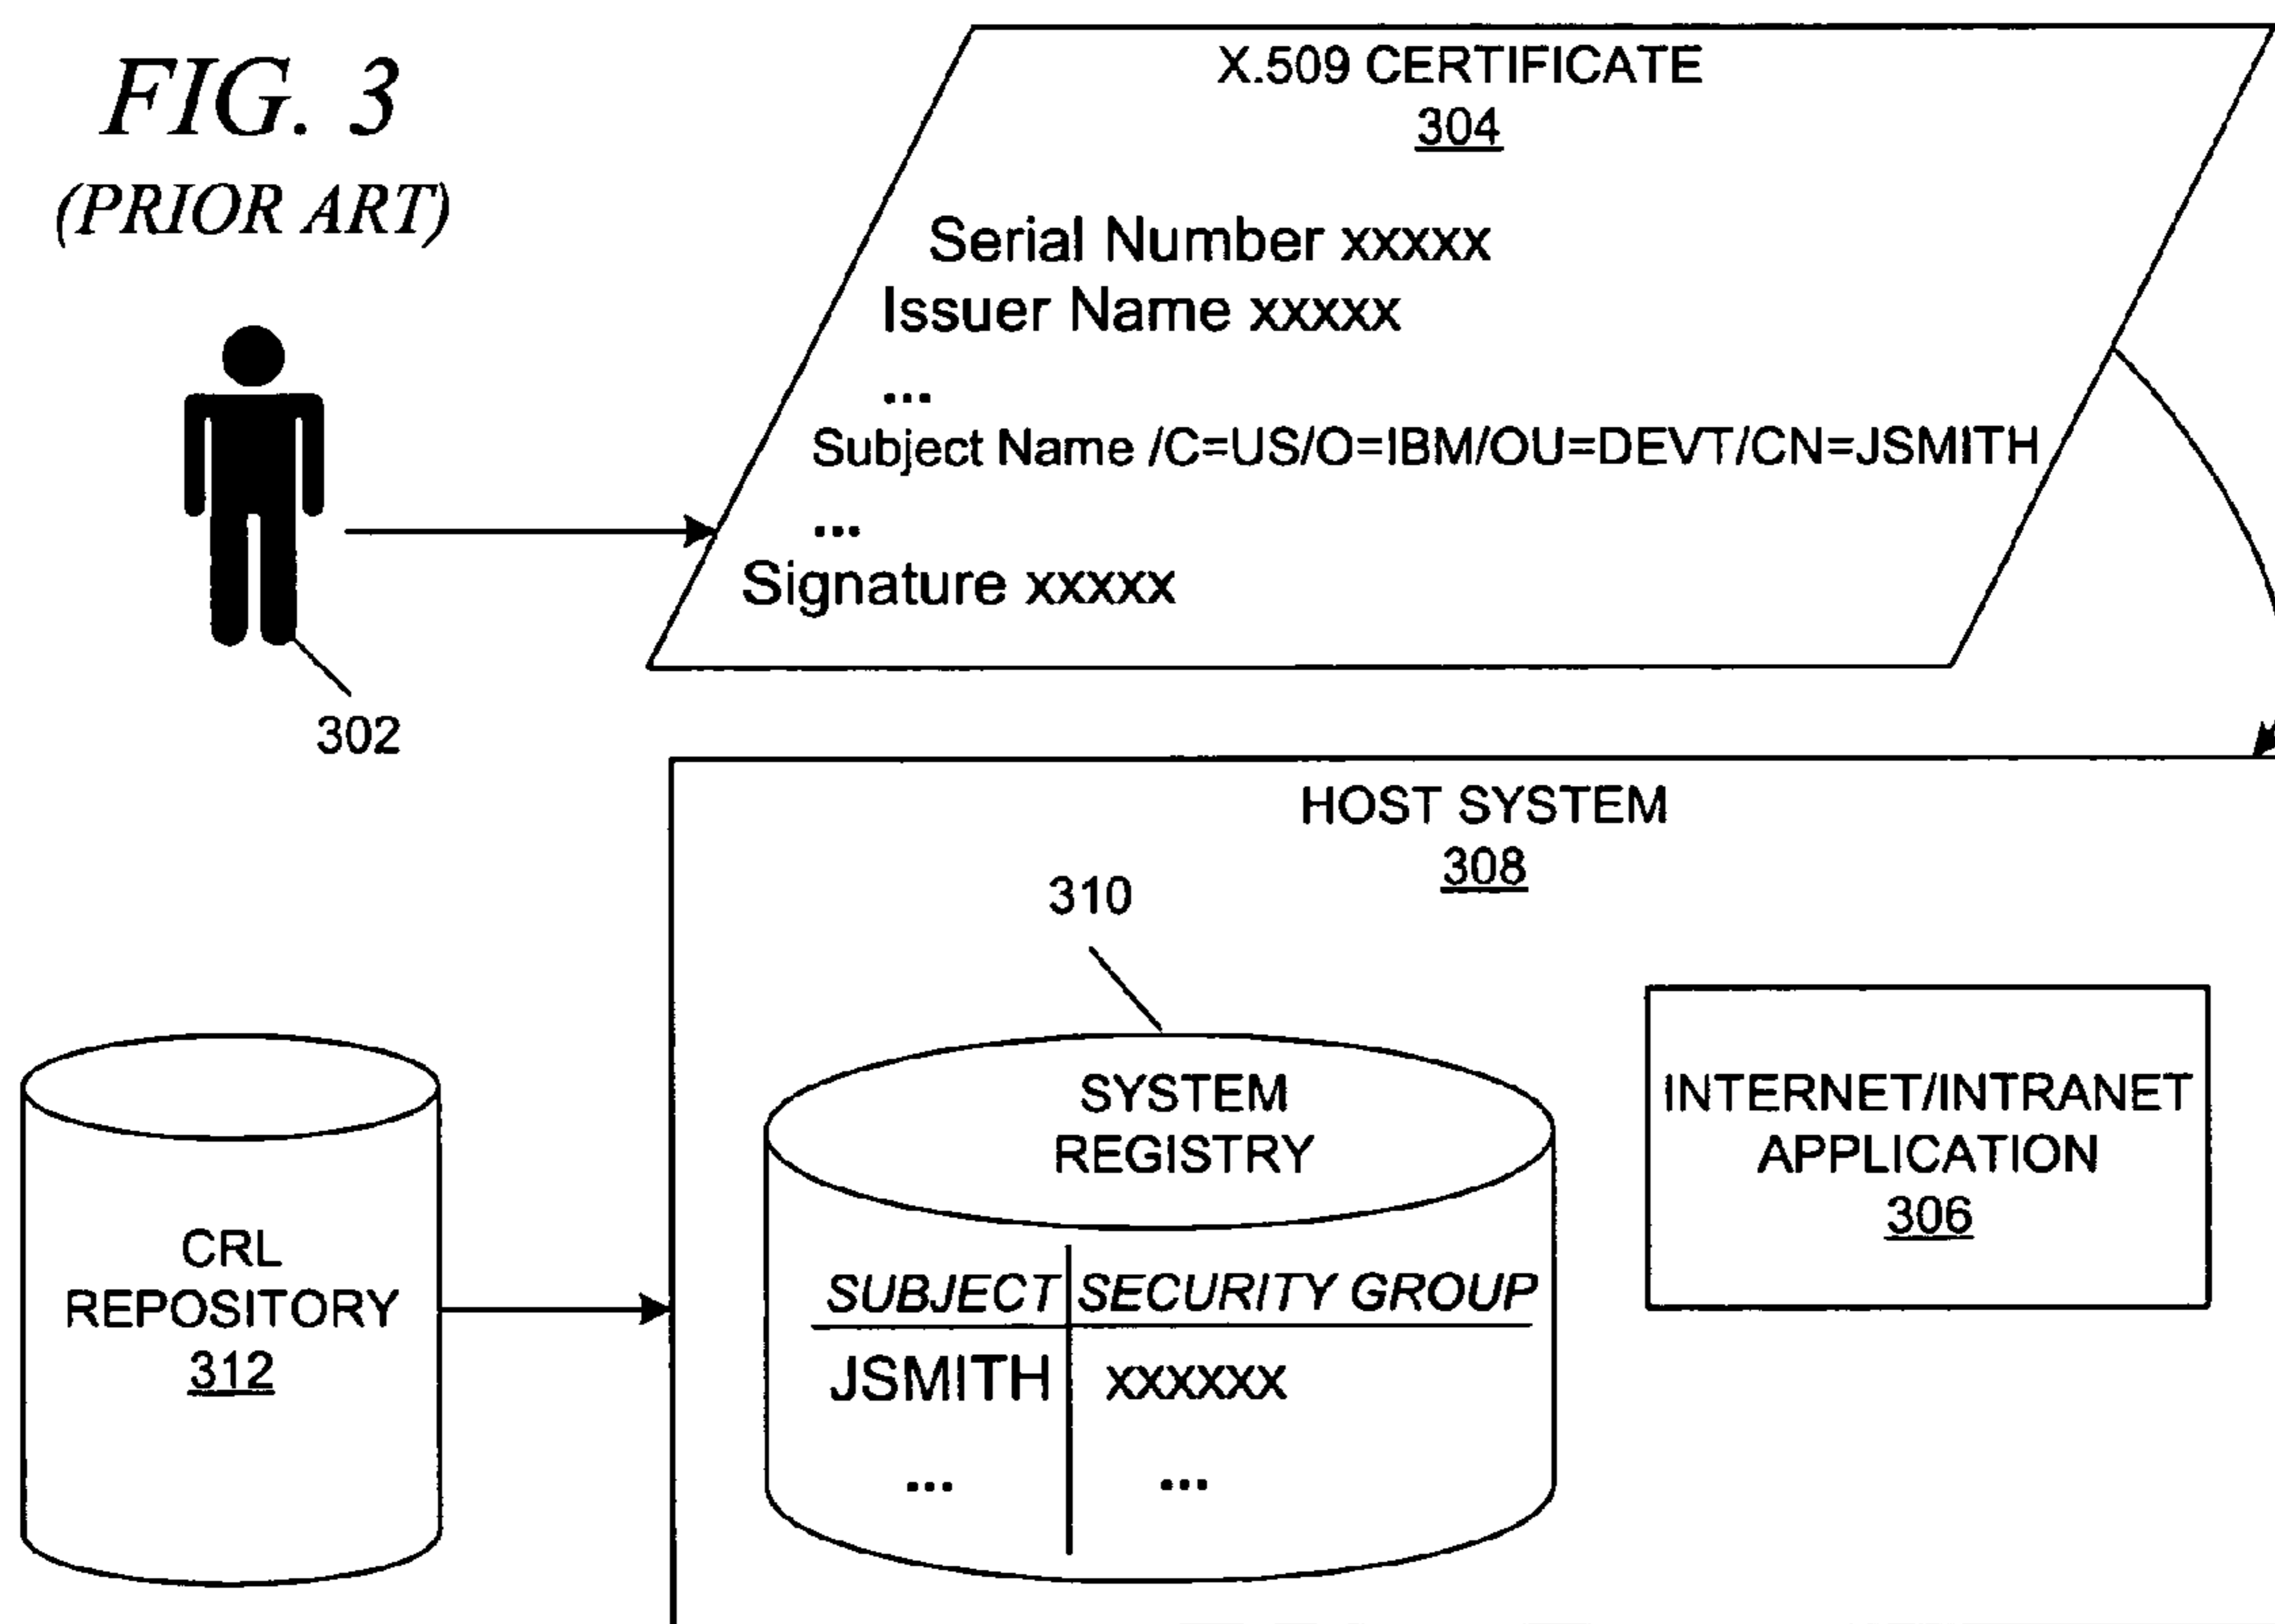 FIG. 3
(PRIOR ART)
X.509 CERTIFICATE
304
Serial Number xxxxx
Issuer Name xxxxx
...
Subject Name /C=US/O=IBM/OU=DEVT/CN=JSMITH
...
Signature xxxxx
302
HOST SYSTEM
308
310
SYSTEM
REGISTRY
SUBJECT SECURITY GROUP
JSMITH xxxxxx
... ...
INTERNET/INTRANET
APPLICATION
306
CRL
REPOSITORY
312